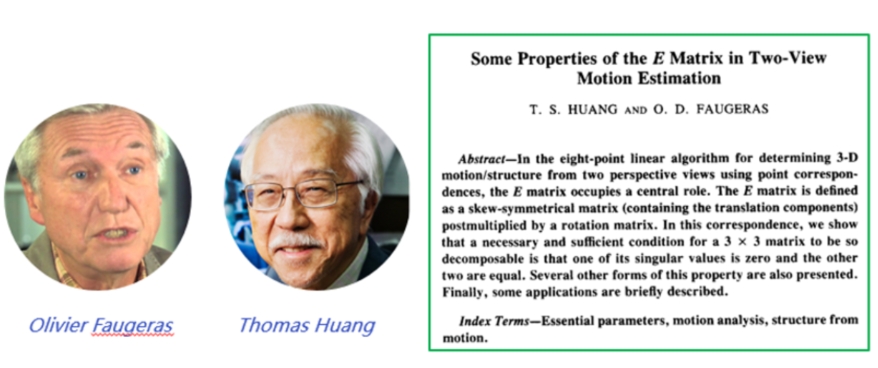 Some Properties of the E Matrix in Two-View
Motion Estimation
T. S. HUANG AND O. D. FAUGERAS
Abstract—In the eight-point linear algorithm for determining 3-D
motion/structure from two perspective views using point correspon-
dences, the E matrix occupies a central role. The E matrix is defined
as a skew-symmetrical matrix (containing the translation components)
postmultiplied by a rotation matrix. In this correspondence, we show
that a necessary and sufficient condition for a 3 × 3 matrix to be so
decomposable is that one of its singular values is zero and the other
two are equal. Several other forms of this property are also presented.
Finally, some applications are briefly described.
Index Terms—Essential parameters, motion analysis, structure from
motion.
Olivier Faugeras
Thomas Huang